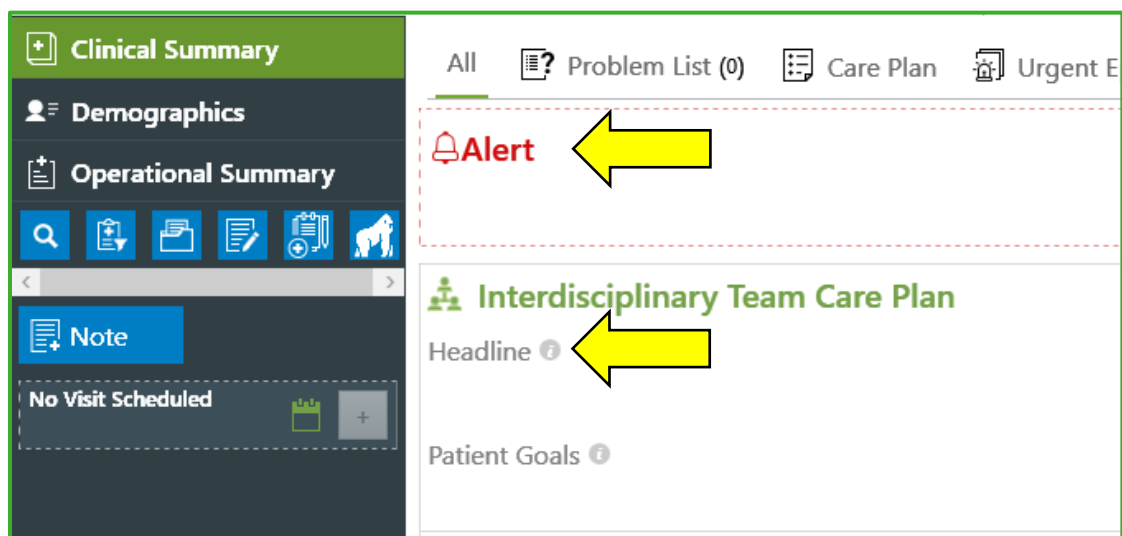 Clinical Summary
Demographics
Operational Summary
Note
No Visit Scheduled
All
Problem List (0)
Care Plan
Urgent E
Alert
Interdisciplinary Team Care Plan
Headline
Patient Goals